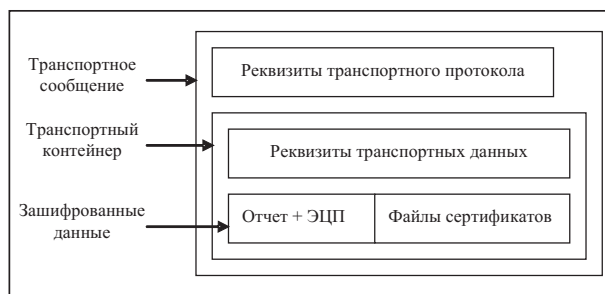 Транспортное
сообщение
Реквизиты транспортного протокола
Транспортный
контейнер
Реквизиты транспортных данных
Зашифрованные
данные
Отчет + ЭЦП
Файлы сертификатов